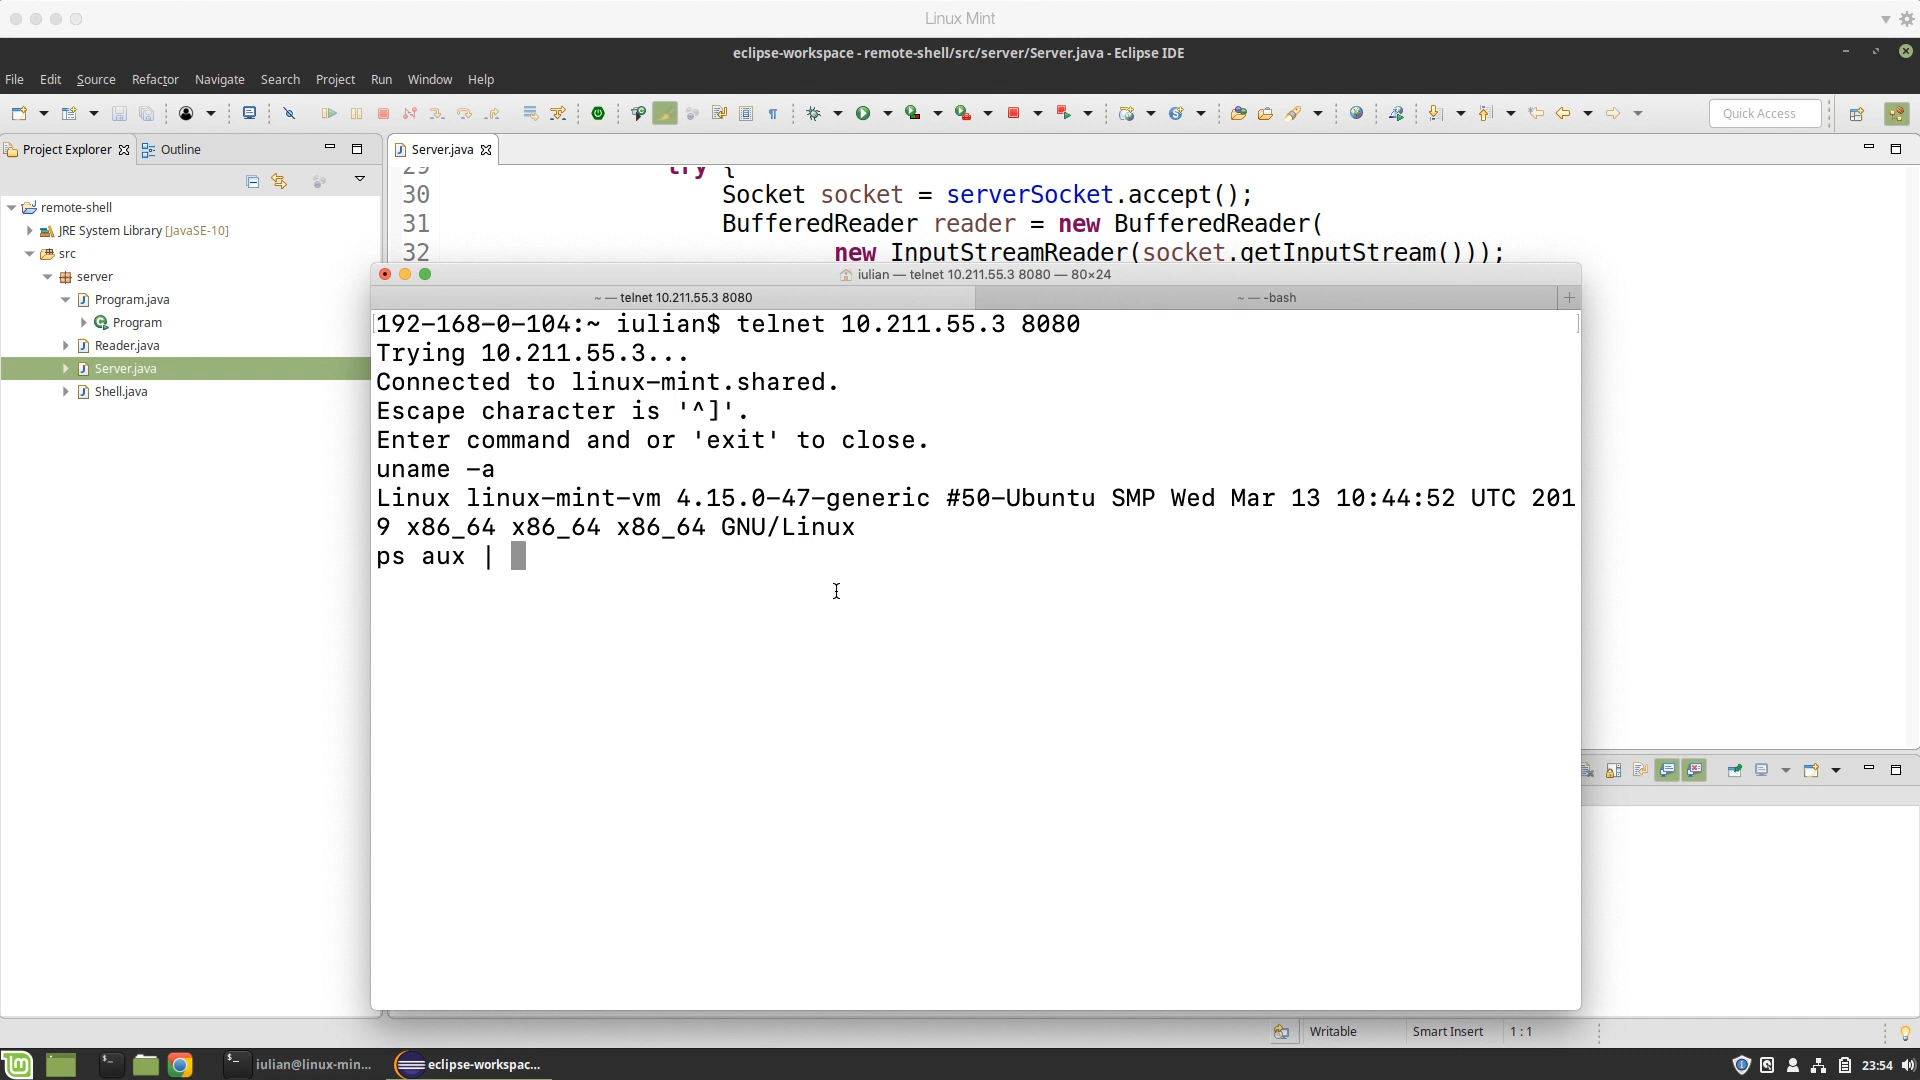 Linux Mint
eclipse-workspace - remote-shell/src/server/Server.java - Eclipse IDE
File Edit Source Refactor Navigate Search Project Run Window Help
Quick Access
Project Explorer Outline
Server.java
remote-shell
JRE System Library [JavaSE-10]
src
server
Program.java
Program
Reader.java
Server.java
Shell.java
29 try {
30 Socket socket = serverSocket.accept();
31 BufferedReader reader = new BufferedReader(
32 new InputStreamReader(socket.getInputStream()));
iulian — telnet 10.211.55.3 8080 — 80×24
~ — telnet 10.211.55.3 8080
~ — -bash
192-168-0-104:~ iulian$ telnet 10.211.55.3 8080
Trying 10.211.55.3...
Connected to linux-mint.shared.
Escape character is '^]'.
Enter command and or 'exit' to close.
uname -a
Linux linux-mint-vm 4.15.0-47-generic #50-Ubuntu SMP Wed Mar 13 10:44:52 UTC 201
9 x86_64 x86_64 x86_64 GNU/Linux
ps aux |
Writable Smart Insert 1 : 1
iulian@linux-min... eclipse-workspac... 23:54